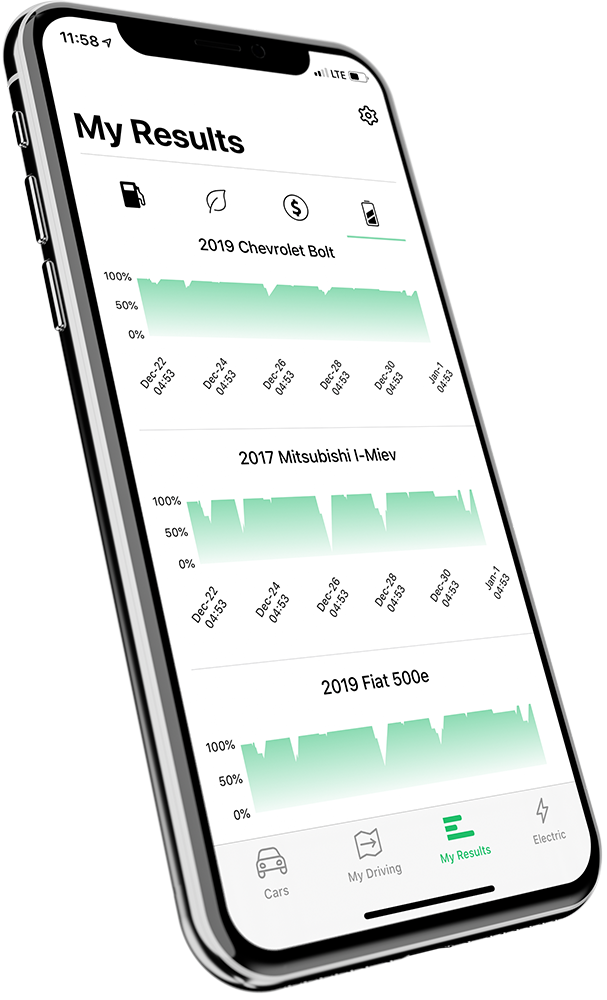 11:58
LTE
My Results
$
2019 Chevrolet Bolt
100%
50%
0%
Dec-22 04:53
Dec-24 04:53
Dec-26 04:53
Dec-28 04:53
Dec-30 04:53
Jan-1 04:53
2017 Mitsubishi I-Miev
100%
50%
0%
Dec-22 04:53
Dec-24 04:53
Dec-26 04:53
Dec-28 04:53
Dec-30 04:53
Jan-1 04:53
2019 Fiat 500e
100%
50%
0%
Cars
My Driving
My Results
Electric